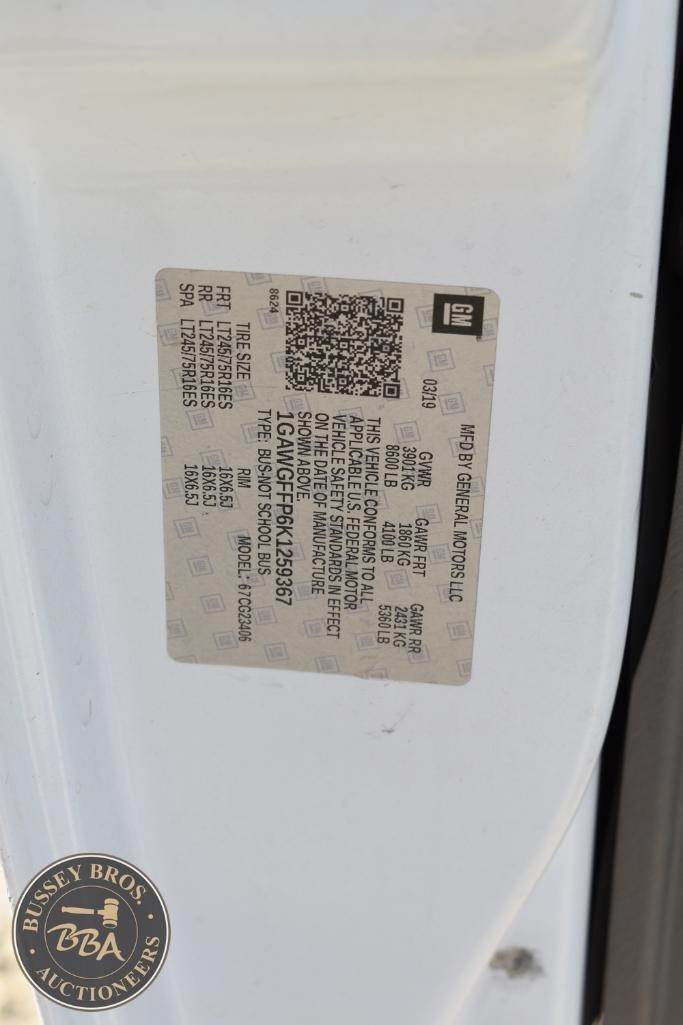 GM
MFD BY GENERAL MOTORS LLC
03/19
GVWR GAWR FRT GAWR RR
3901 KG 1860 KG 2431 KG
8600 LB 4100 LB 5360 LB
THIS VEHICLE CONFORMS TO ALL
APPLICABLE U.S. FEDERAL MOTOR
VEHICLE SAFETY STANDARDS IN EFFECT
ON THE DATE OF MANUFACTURE
SHOWN ABOVE.
1GAWGFFP6K1259367
TYPE: BUS-NOT SCHOOL BUS
8624
MODEL: 67CG23406
TIRE SIZE RIM
FRT LT245/75R16ES 16X6.5J
RR LT245/75R16ES 16X6.5J
SPA LT245/75R16ES 16X6.5J
BUSSEY BROS.
BBA
AUCTIONEERS